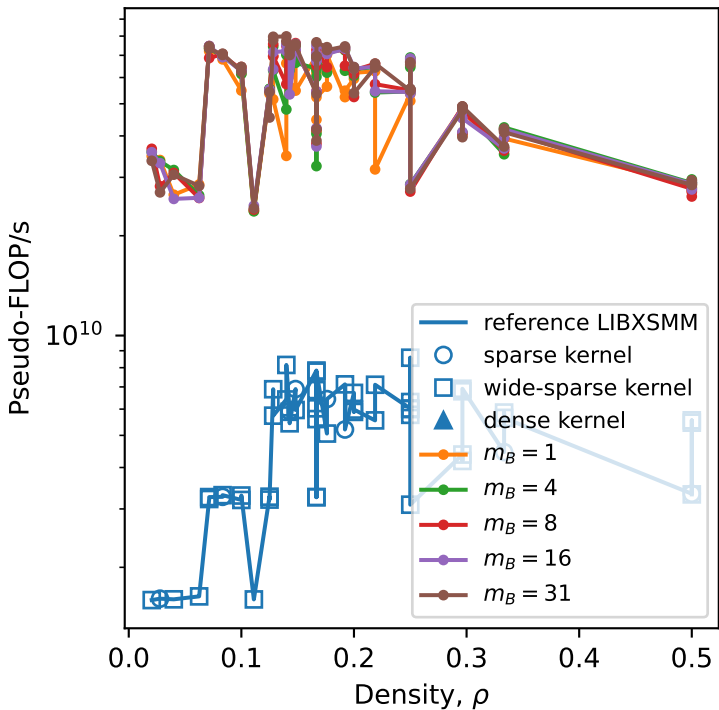 Pseudo-FLOP/s
10^10
reference LIBXSMM
sparse kernel
wide-sparse kernel
dense kernel
m_B = 1
m_B = 4
m_B = 8
m_B = 16
m_B = 31
0.0 0.1 0.2 0.3 0.4 0.5
Density, ρ